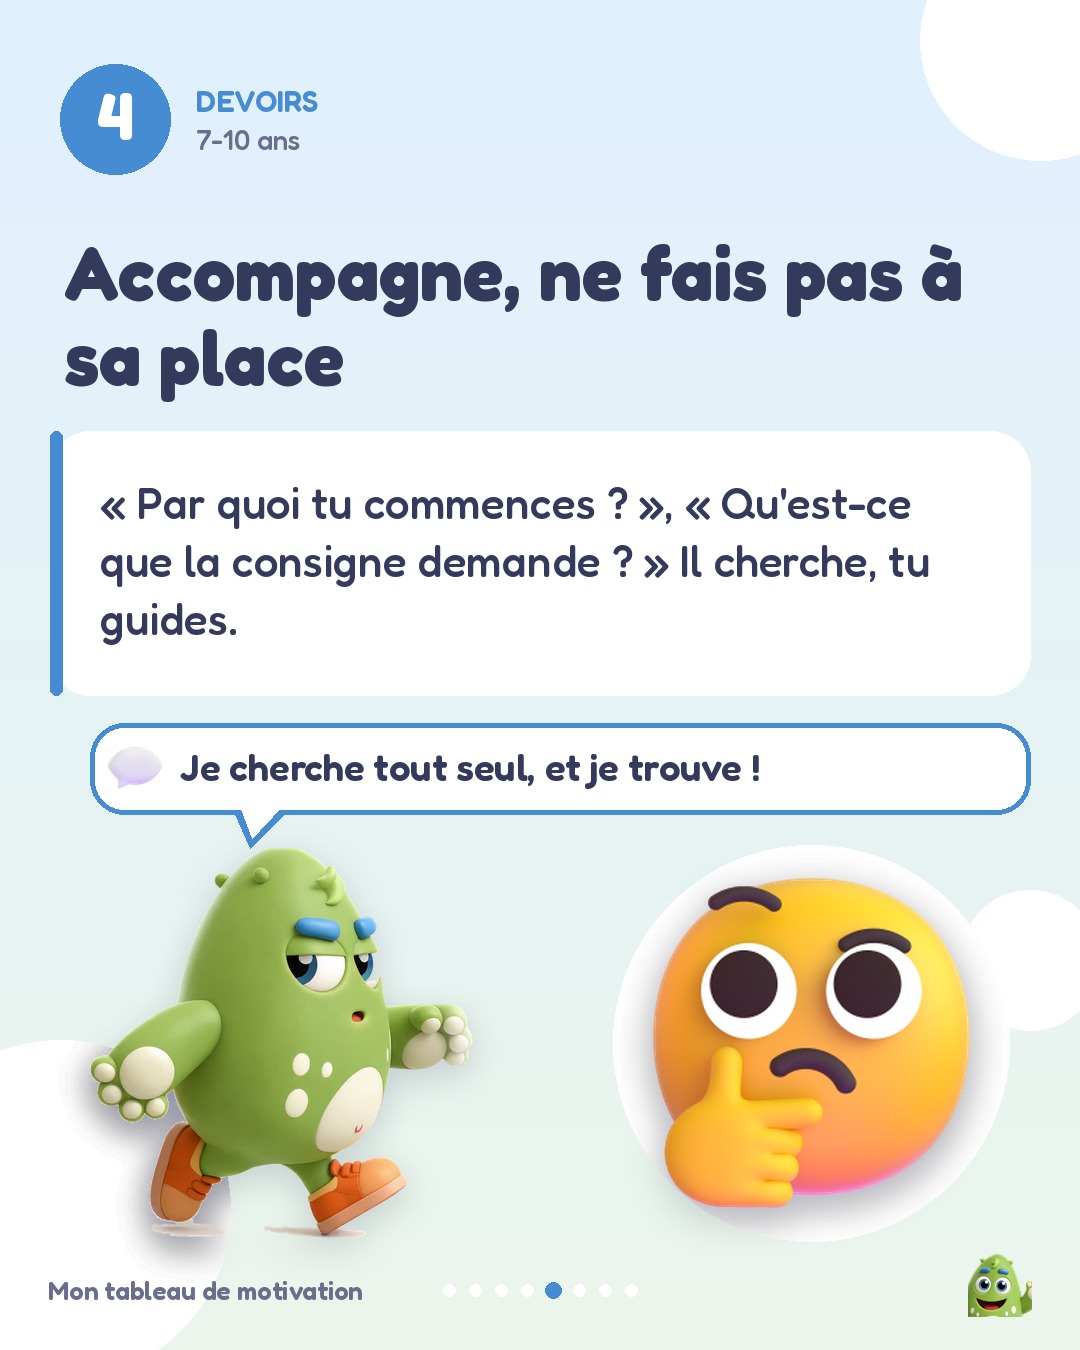 4
DEVOIRS
7-10 ans
Accompagne, ne fais pas à
sa place
« Par quoi tu commences ? », « Qu'est-ce
que la consigne demande ? » Il cherche, tu
guides.
Je cherche tout seul, et je trouve !
Mon tableau de motivation